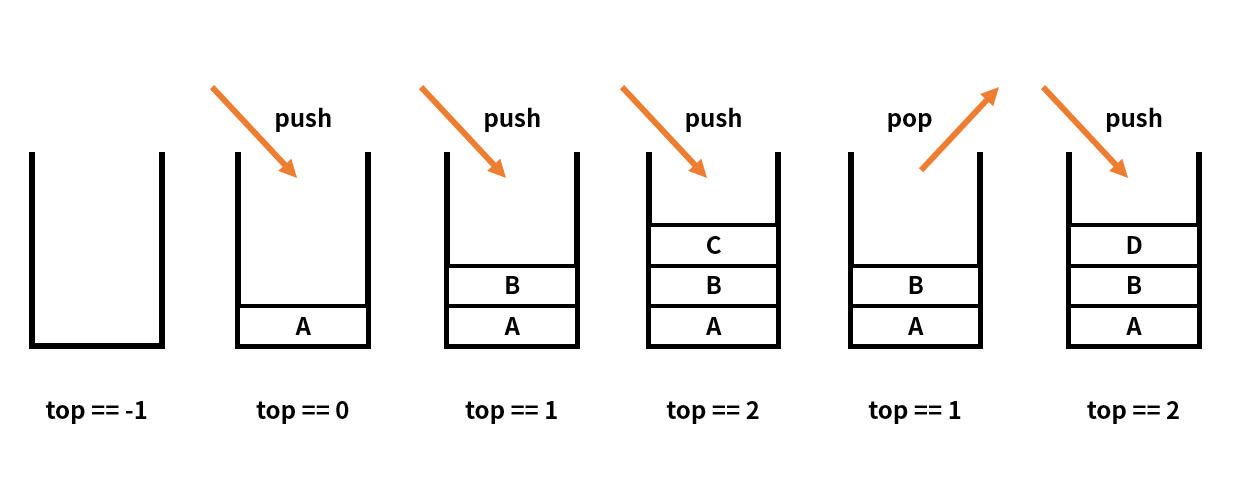 push
push
push
pop
push
C
D
B
B
B
B
A
A
A
A
A
top == -1
top == 0
top == 1
top == 2
top == 1
top == 2